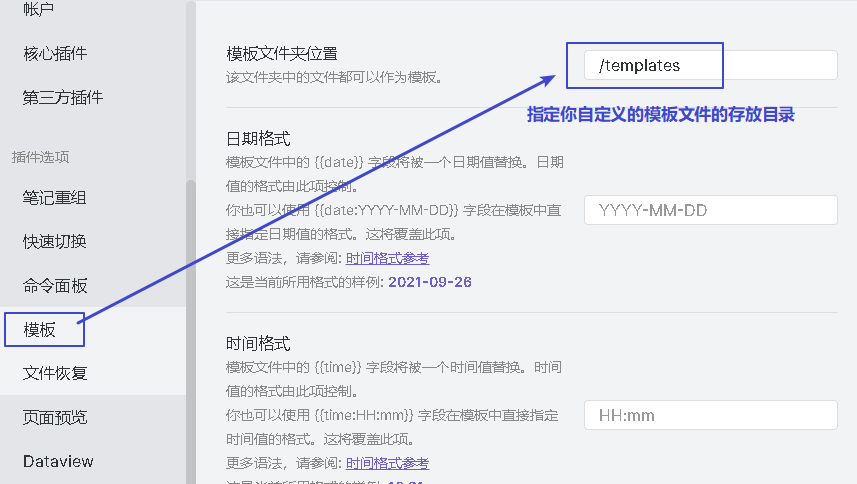 帐户
核心插件
第三方插件
插件选项
笔记重组
快速切换
命令面板
模板
文件恢复
页面预览
Dataview
模板文件夹位置
该文件夹中的文件都可以作为模板。
/templates
指定你自定义的模板文件的存放目录
日期格式
模板文件中的 {{date}} 字段将被一个日期值替换。日期
值的格式由此项控制。
你也可以使用 {{date:YYYY-MM-DD}} 字段在模板中直
接指定日期值的格式。这将覆盖此项。
更多语法，请参阅: 时间格式参考
这是当前所用格式的样例: 2021-09-26
YYYY-MM-DD
时间格式
模板文件中的 {{time}} 字段将被一个时间值替换。时间
值的格式由此项控制。
你也可以使用 {{time:HH:mm}} 字段在模板中直接指定
时间值的格式。这将覆盖此项。
更多语法，请参阅: 时间格式参考
HH:mm